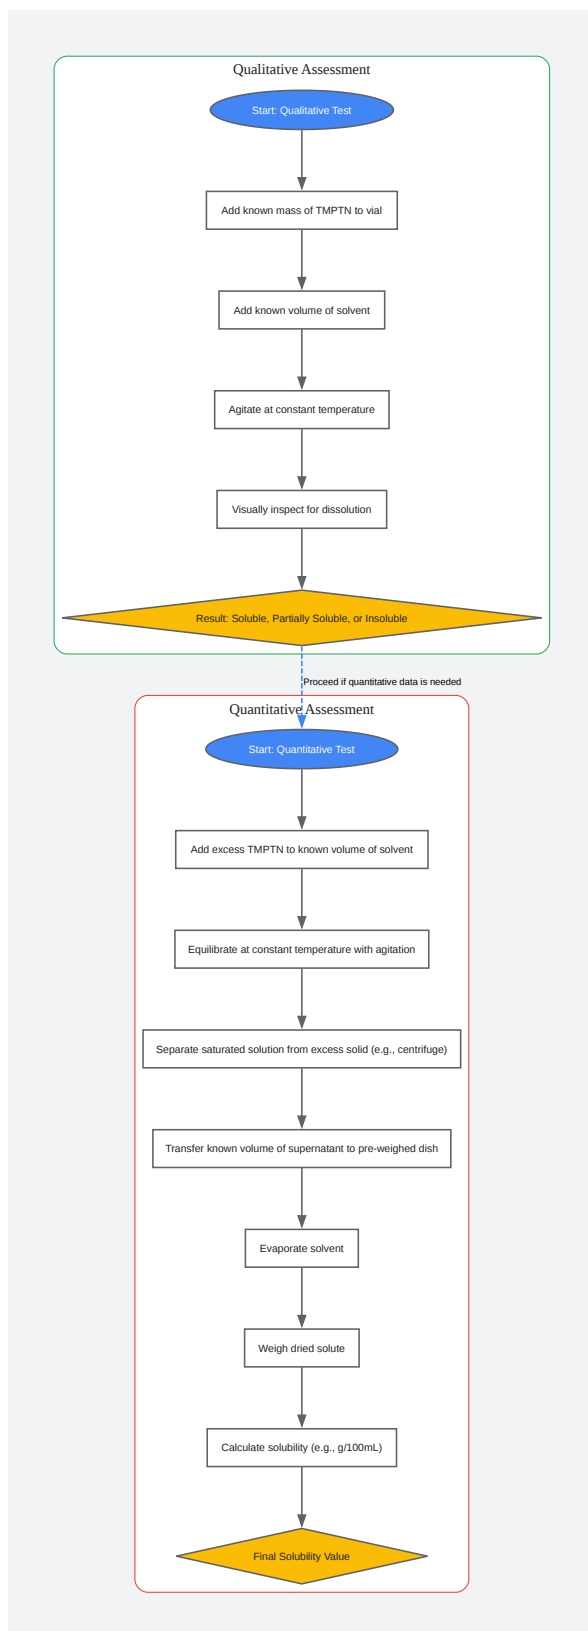 Qualitative Assessment
Start: Qualitative Test
Add known mass of TMPTN to vial
Add known volume of solvent
Agitate at constant temperature
Visually inspect for dissolution
Result: Soluble, Partially Soluble, or Insoluble
Proceed if quantitative data is needed
Quantitative Assessment
Start: Quantitative Test
Add excess TMPTN to known volume of solvent
Equilibrate at constant temperature with agitation
Separate saturated solution from excess solid (e.g., centrifuge)
Transfer known volume of supernatant to pre-weighed dish
Evaporate solvent
Weigh dried solute
Calculate solubility (e.g., g/100mL)
Final Solubility Value